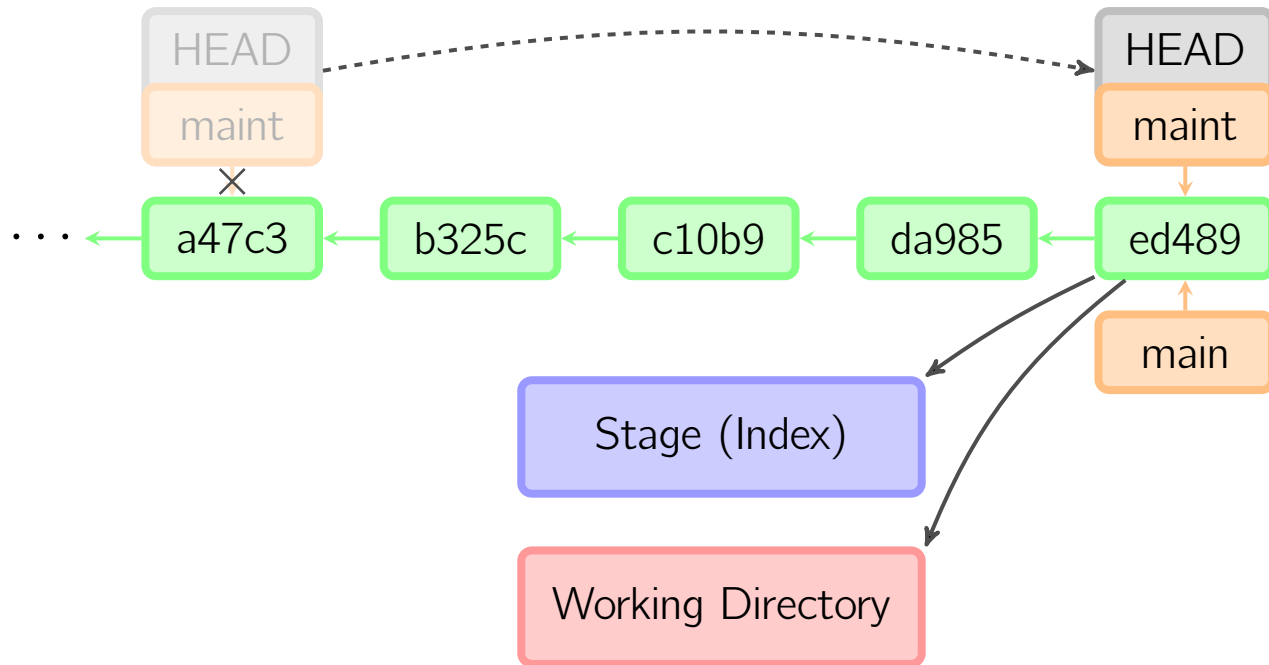 HEAD HEAD
maint maint
... a47c3 b325c c10b9 da985 ed489
main
Stage (Index)
Working Directory